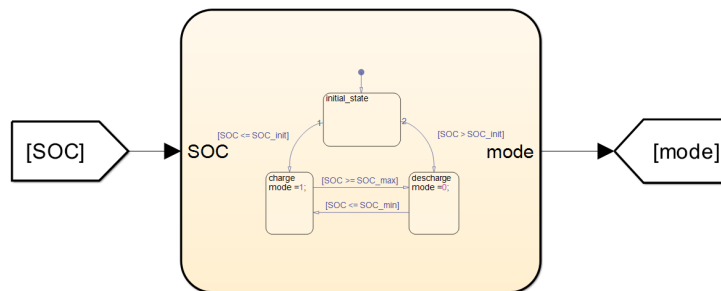 initial_state
1
2
[SOC <= SOC_init]
[SOC > SOC_init]
[SOC]
SOC
mode
[mode]
charge
mode =1;
[SOC >= SOC_max]
descharge
mode =0;
[SOC <= SOC_min]